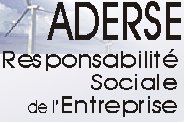 ADERSE
Responsabilité
Sociale
de l'Entreprise